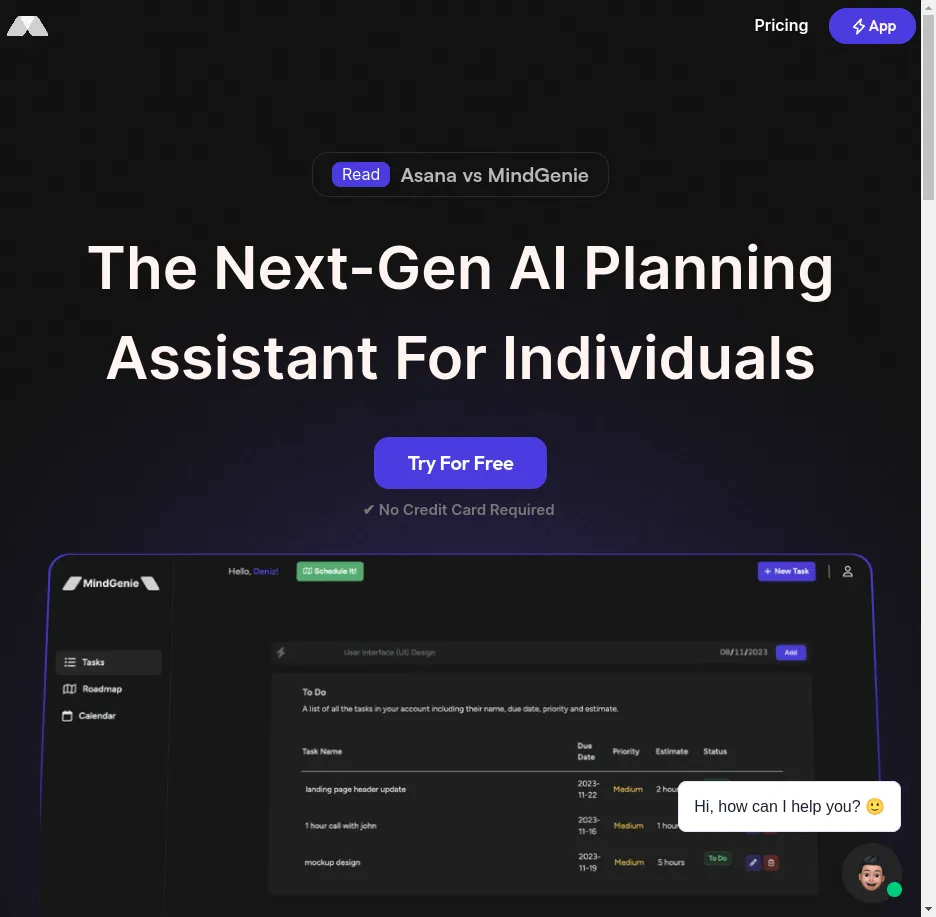 Pricing
App
Read Asana vs MindGenie
The Next-Gen AI Planning
Assistant For Individuals
Try For Free
✔ No Credit Card Required
MindGenie
Hello, Deniz!
Schedule It!
+ New Task
Tasks
Roadmap
Calendar
User Interface (UI) Design
08/11/2023
Add
To Do
A list of all the tasks in your account including their name, due date, priority and estimate.
Task Name Due Date Priority Estimate Status
landing page header update 2023-11-22 Medium 2
1 hour call with john 2023-11-16 Medium 1
mockup design 2023-11-19 Medium 5 hours To Do
Hi, how can I help you? 🙂